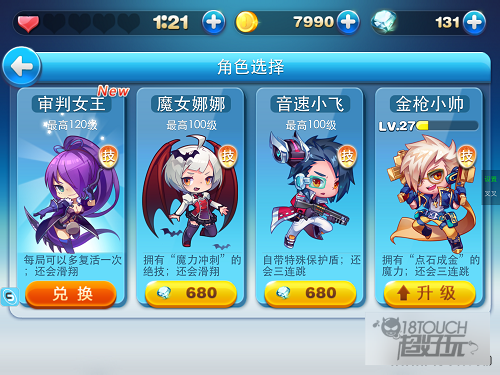 1:21
7990
131
角色选择
审判女王
New
最高120级
技
每局可以多复活一次
；还会滑翔
兑换
魔女娜娜
最高100级
技
拥有“魔力冲刺”的
绝技；还会滑翔
680
音速小飞
最高100级
技
自带特殊保护盾；还
会三连跳
680
金枪小帅
LV.27
技
拥有“点石成金”的
魔力；还会三连跳
升级
设置
18TOUCH
超好玩